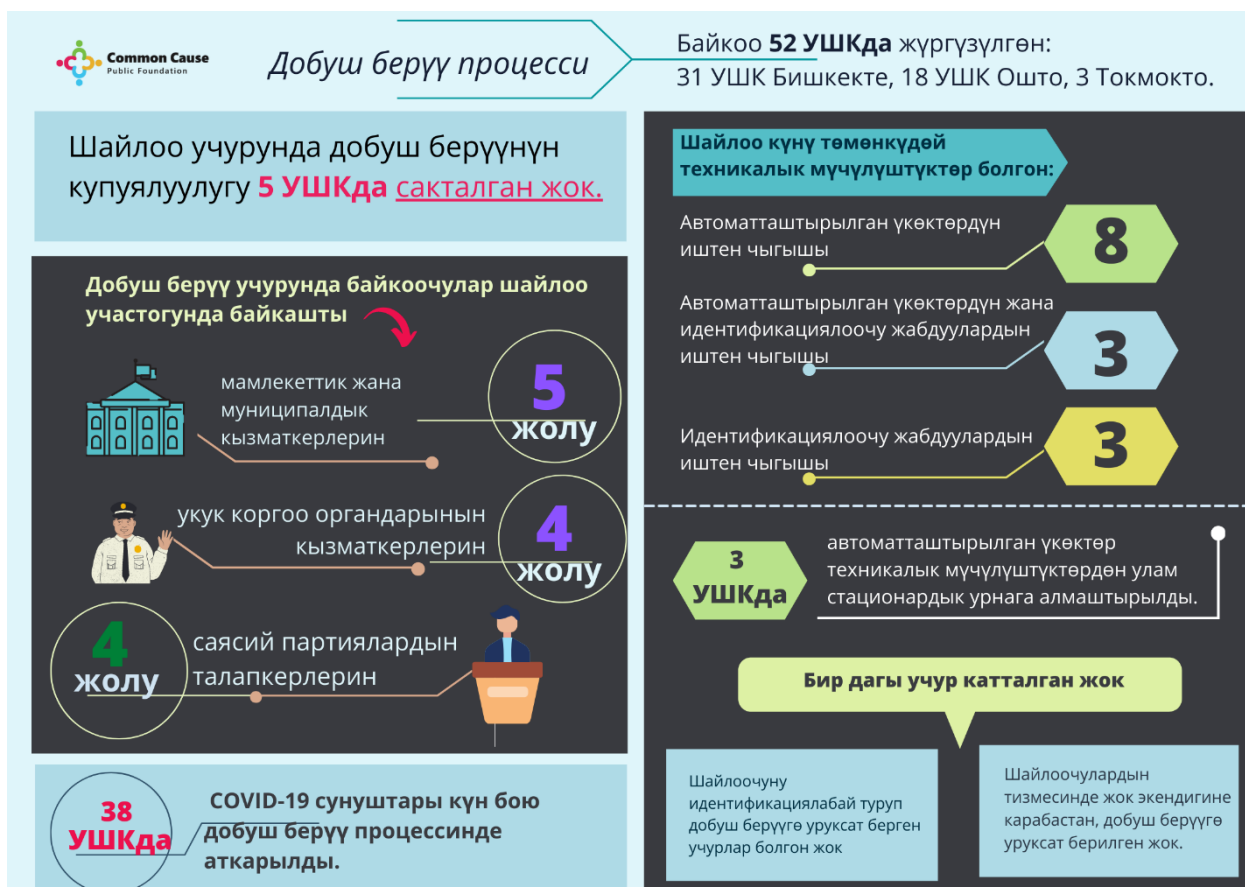 Common Cause
Public Foundation
Добуш берүү процесси
Байкоо 52 УШКда жүргүзүлгөн:
31 УШК Бишкекте, 18 УШК Ошто, 3 Токмокто.
Шайлоо учурунда добуш берүүнүн
купуялуулугу 5 УШКда сакталган жок.
Добуш берүү учурунда байкоочулар шайлоо
участогунда байкашты
мамлекеттик жана
муниципалдык
кызматкерлерин
5
жолу
укук коргоо органдарынын
кызматкерлерин
4
жолу
4
жолу
саясий партиялардын
талапкерлерин
38
УШКда
COVID-19 сунуштары күн бою
добуш берүү процессинде
аткарылды.
Шайлоо күнү төмөнкүдөй
техникалык мүчүлүштүктөр болгон:
Автоматташтырылган үкөктөрдүн
иштен чыгышы
8
Автоматташтырылган үкөктөрдүн жана
идентификациялоочу жабдуулардын
иштен чыгышы
3
Идентификациялоочу жабдуулардын
иштен чыгышы
3
3
УШКда
автоматташтырылган үкөктөр
техникалык мүчүлүштүктөрдөн улам
стационардык урнага алмаштырылды.
Бир дагы учур катталган жок
Шайлоочуну
идентификациялабай туруп
добуш берүүгө уруксат берген
учурлар болгон жок
Шайлоочулардын
тизмесинде жок экендигине
карабастан, добуш берүүгө
уруксат берилген жок.